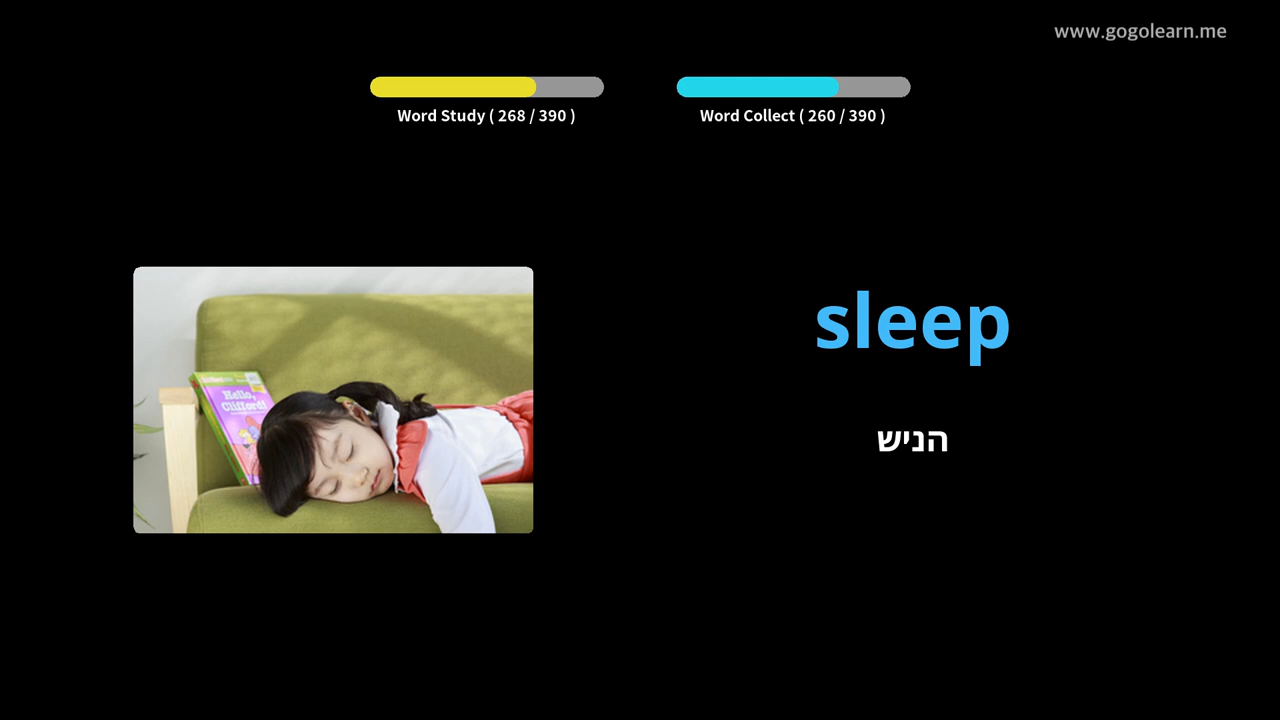 www.gogolearn.me
Word Study ( 268 / 390 )
Word Collect ( 260 / 390 )
Hello,
Clifford!
sleep
הניש